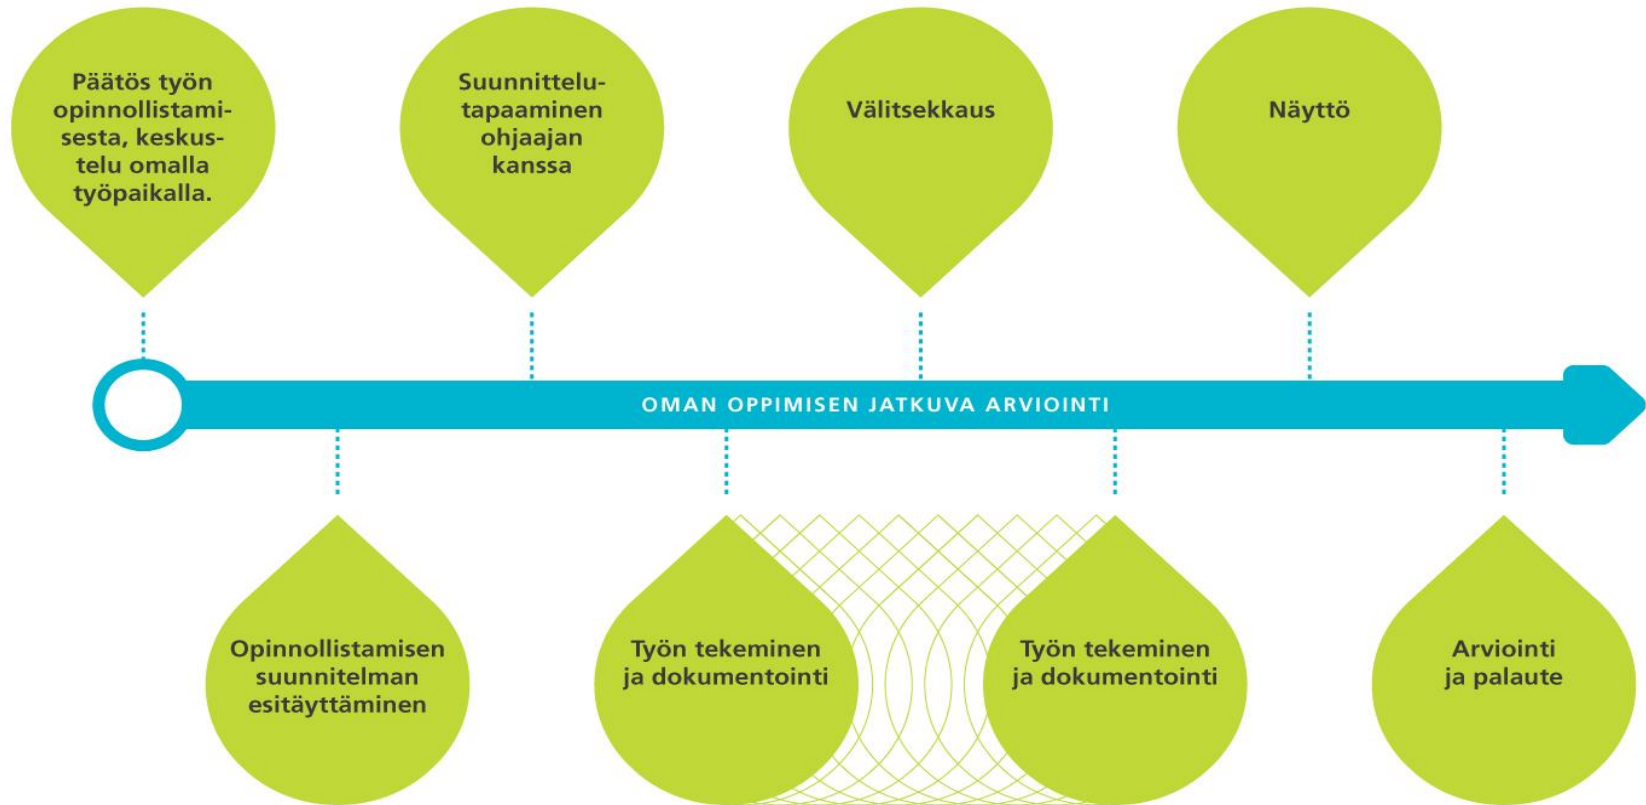 Päätös työn
opinnollistami-
sesta, keskus-
telu omalla
työpaikalla.
Suunnittelu-
tapaaminen
ohjaajan
kanssa
Välitsekkaus
Näyttö
OMAN OPPIMISEN JATKUVA ARVIOINTI
Opinnollistamisen
suunnitelman
esitäyttäminen
Työn tekeminen
ja dokumentointi
Työn tekeminen
ja dokumentointi
Arviointi
ja palaute